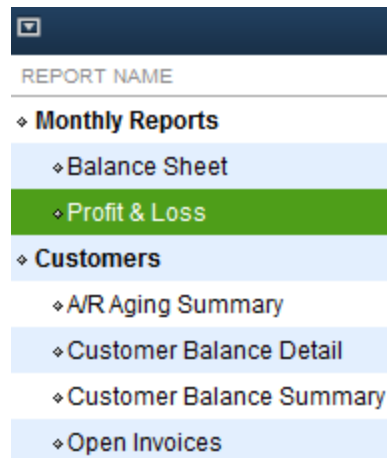 REPORT NAME
Monthly Reports
Balance Sheet
Profit & Loss
Customers
A/R Aging Summary
Customer Balance Detail
Customer Balance Summary
Open Invoices